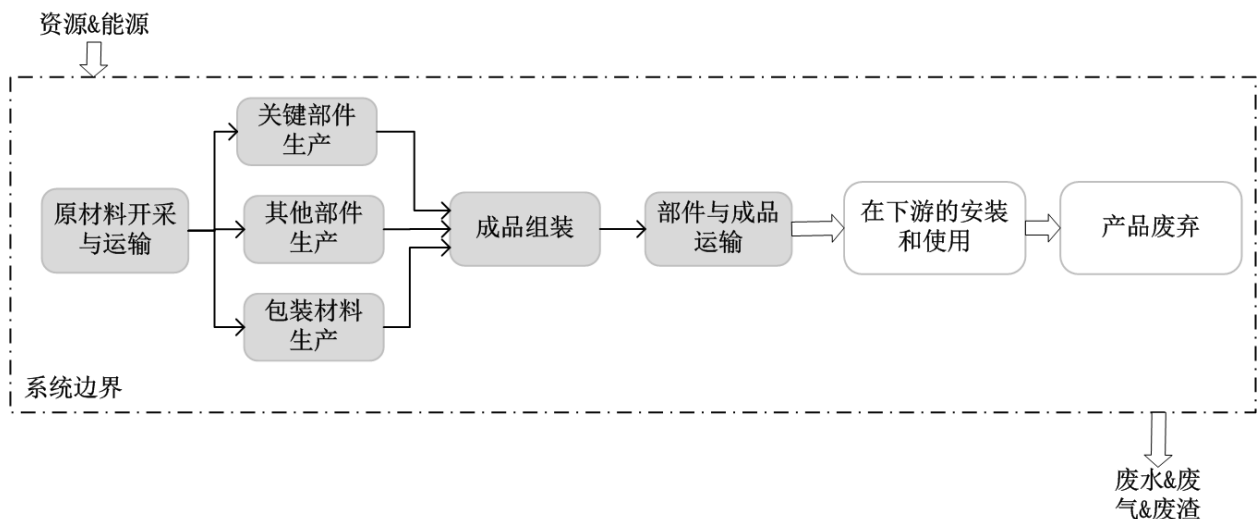 资源&能源
关键部件
生产
原材料开采
与运输
其他部件
生产
包装材料
生产
成品组装
部件与成品
运输
在下游的安装
和使用
产品废弃
系统边界
废水&废
气&废渣